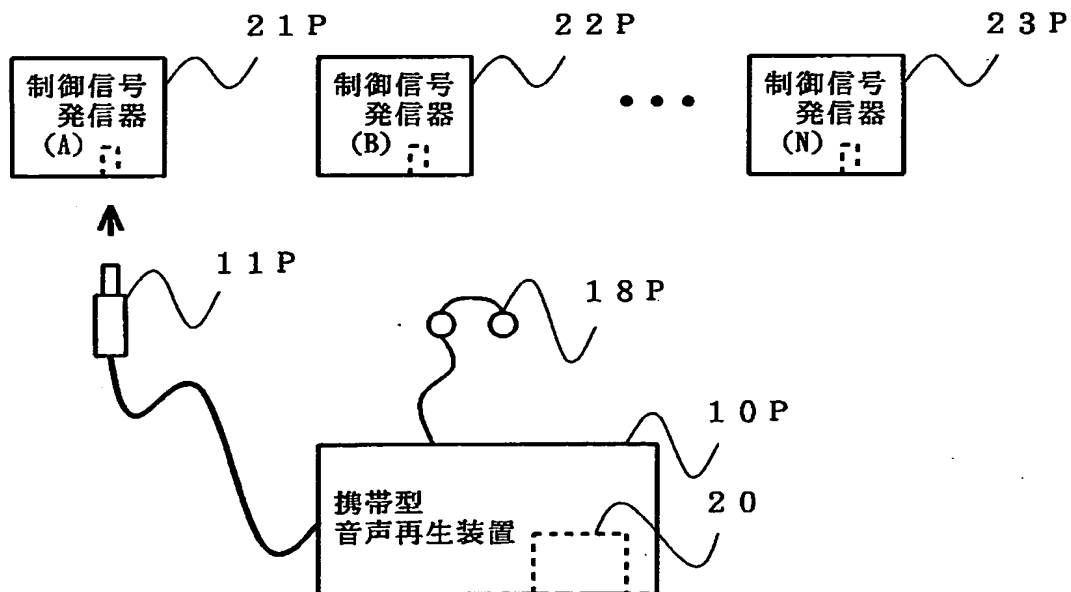 ２１Ｐ
２２Ｐ
２３Ｐ
制御信号
発信器
(A)
制御信号
発信器
(B)
•••
制御信号
発信器
(N)
１１Ｐ
１８Ｐ
１０Ｐ
携帯型
音声再生装置
２０